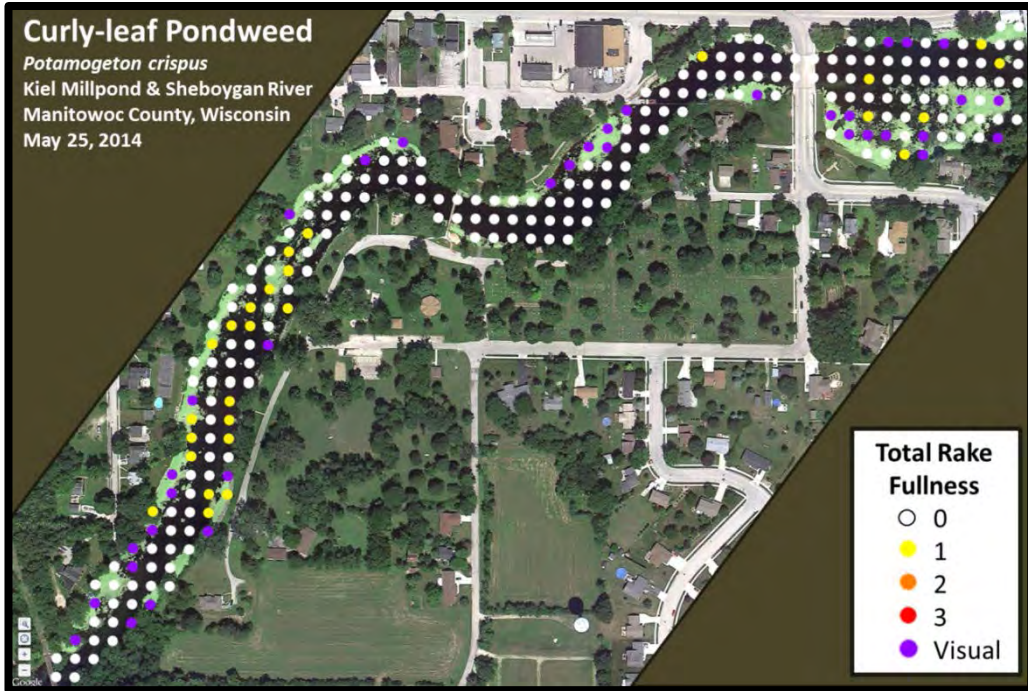 Curly-leaf Pondweed
Potamogeton crispus
Kiel Millpond & Sheboygan River
Manitowoc County, Wisconsin
May 25, 2014
Total Rake
Fullness
0
1
2
3
Visual
Google